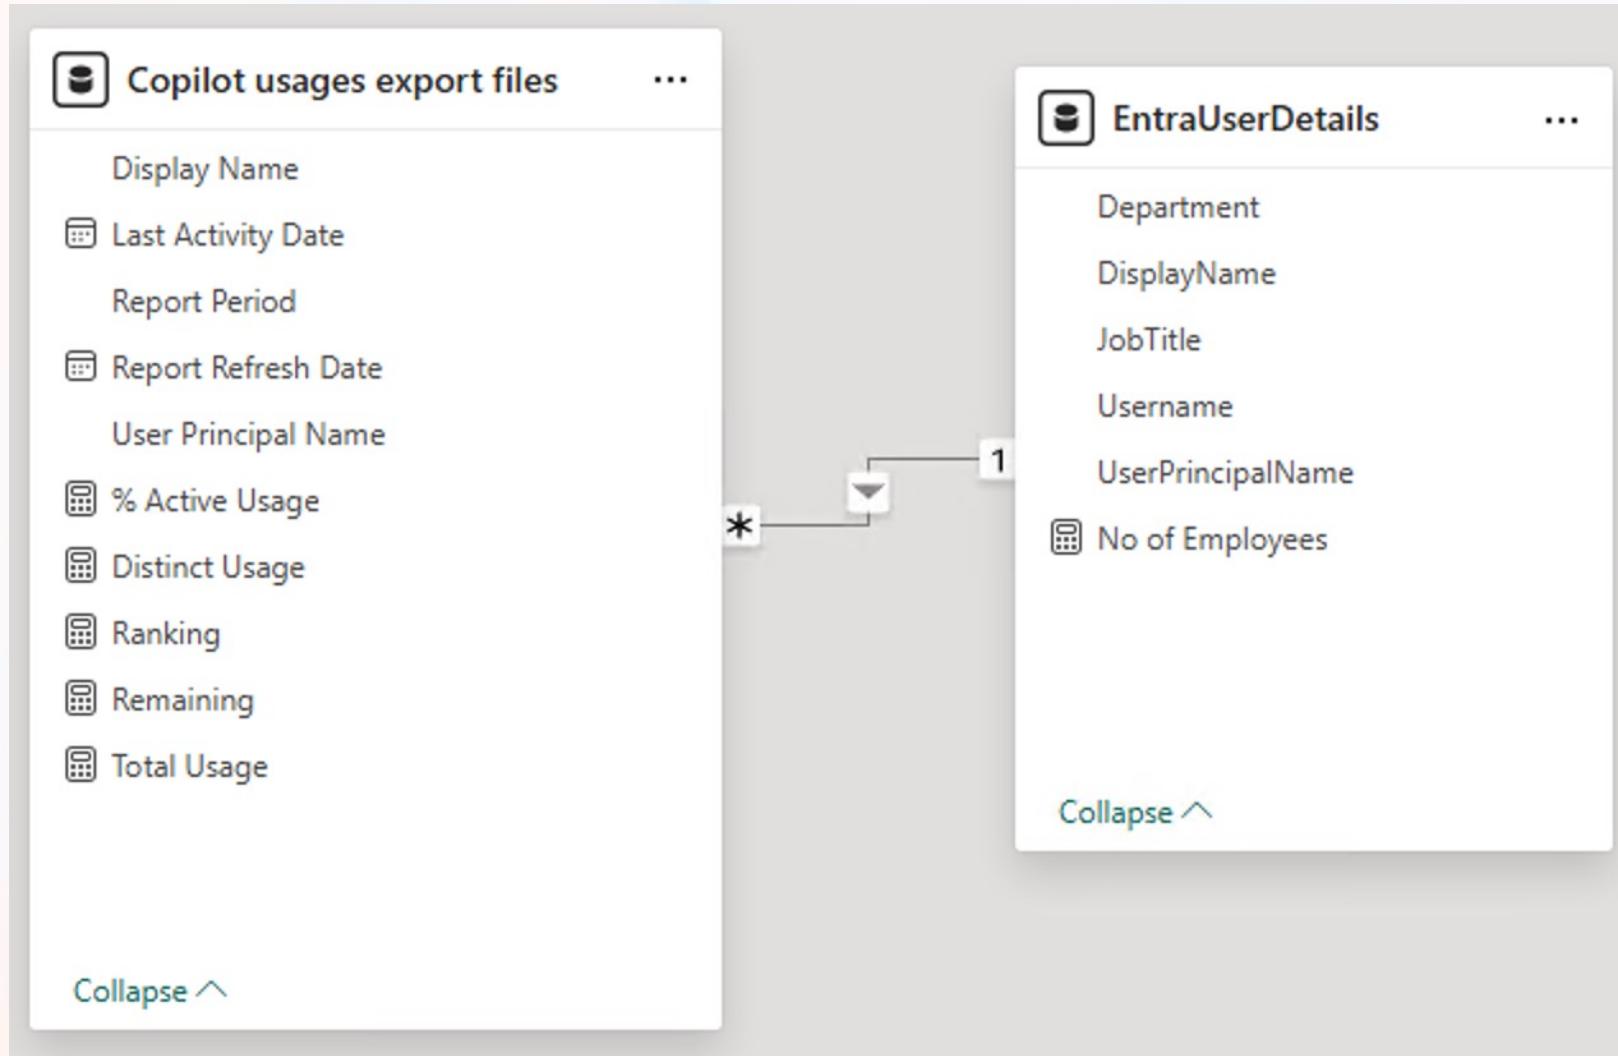 Copilot usages export files
Display Name
Last Activity Date
Report Period
Report Refresh Date
User Principal Name
% Active Usage
Distinct Usage
Ranking
Remaining
Total Usage
Collapse
*
1
EntraUserDetails
Department
DisplayName
JobTitle
Username
UserPrincipalName
No of Employees
Collapse